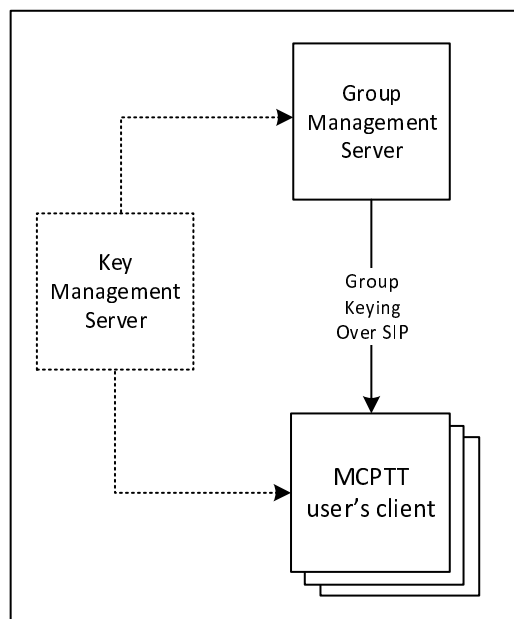 Group
Management
Server
Key
Management
Server
Group
Keying
Over SIP
MCPTT
user's client